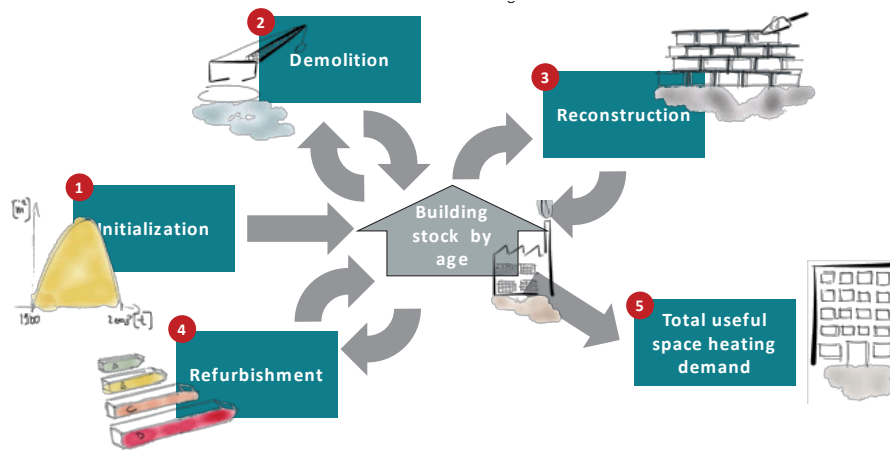 2
Demolition
3
Reconstruction
1
Initialization
[m²]
1900
[t]
Building
stock by
age
4
Refurbishment
5
Total useful
space heating
demand